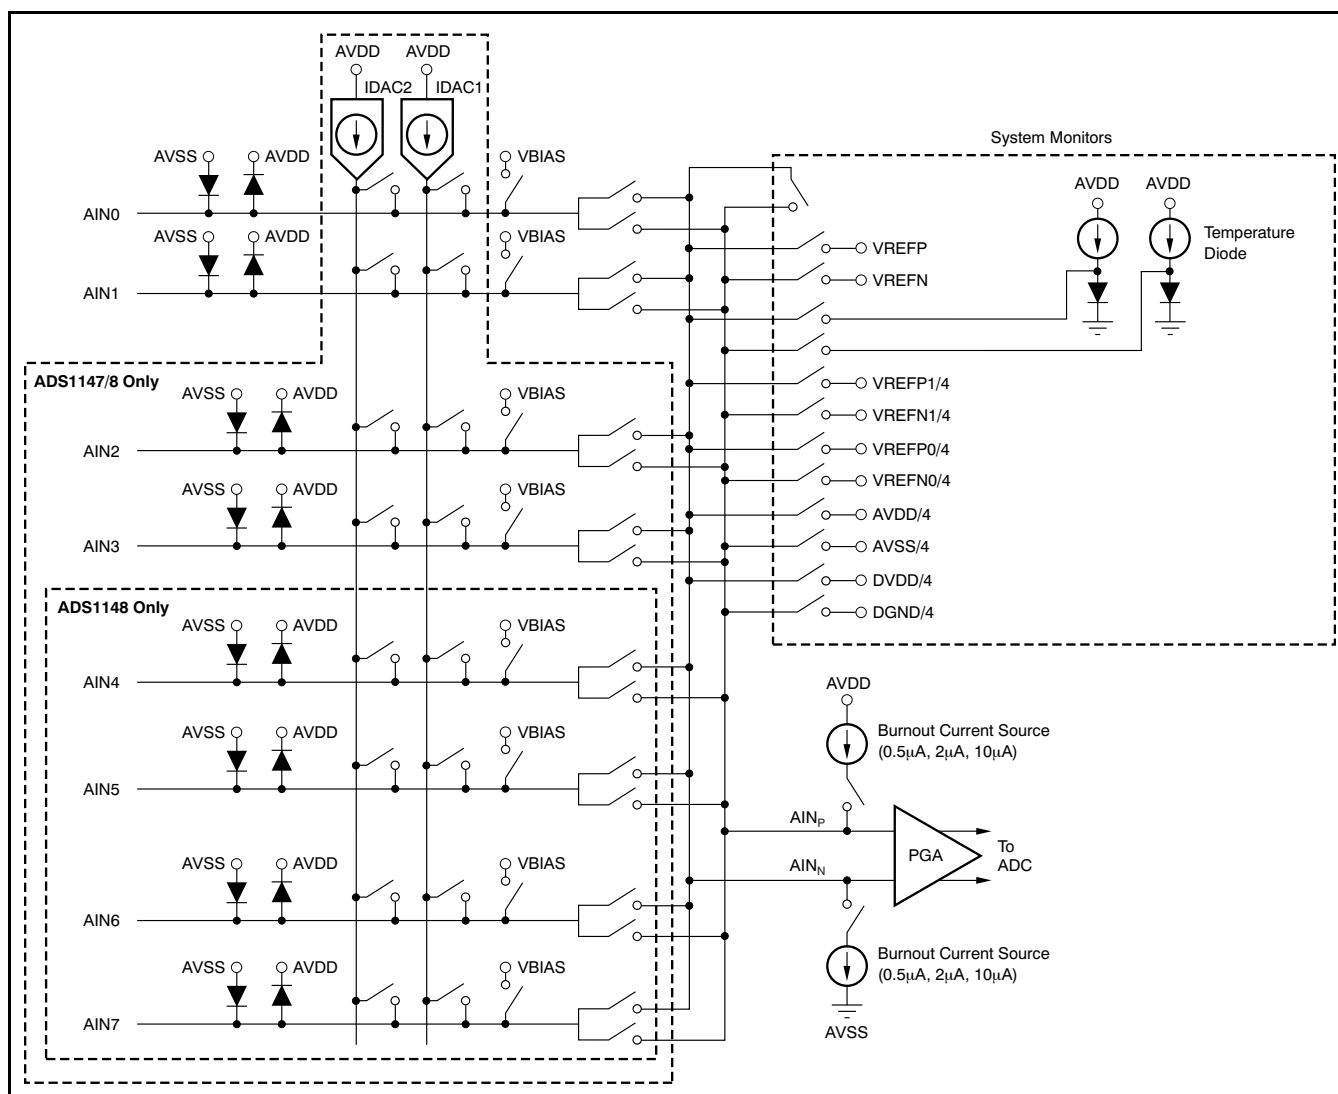 AVDD AVDD
IDAC2 IDAC1
System Monitors
AVSS AVDD VBIAS
AVDD AVDD
AIN0
Temperature
Diode
AVSS AVDD VBIAS
VREFP
VREFN
AIN1
ADS1147/8 Only
VREFP1/4
AVSS AVDD VBIAS
VREFN1/4
AIN2
VREFP0/4
VREFN0/4
AVSS AVDD VBIAS
AVDD/4
AIN3
AVSS/4
DVDD/4
ADS1148 Only
DGND/4
AVSS AVDD VBIAS
AIN4
AVDD
AVSS AVDD VBIAS
Burnout Current Source
(0.5µA, 2µA, 10µA)
AIN5
AINP
PGA
To
ADC
AINN
AVSS AVDD VBIAS
AIN6
Burnout Current Source
(0.5µA, 2µA, 10µA)
AVSS AVDD VBIAS
AIN7
AVSS